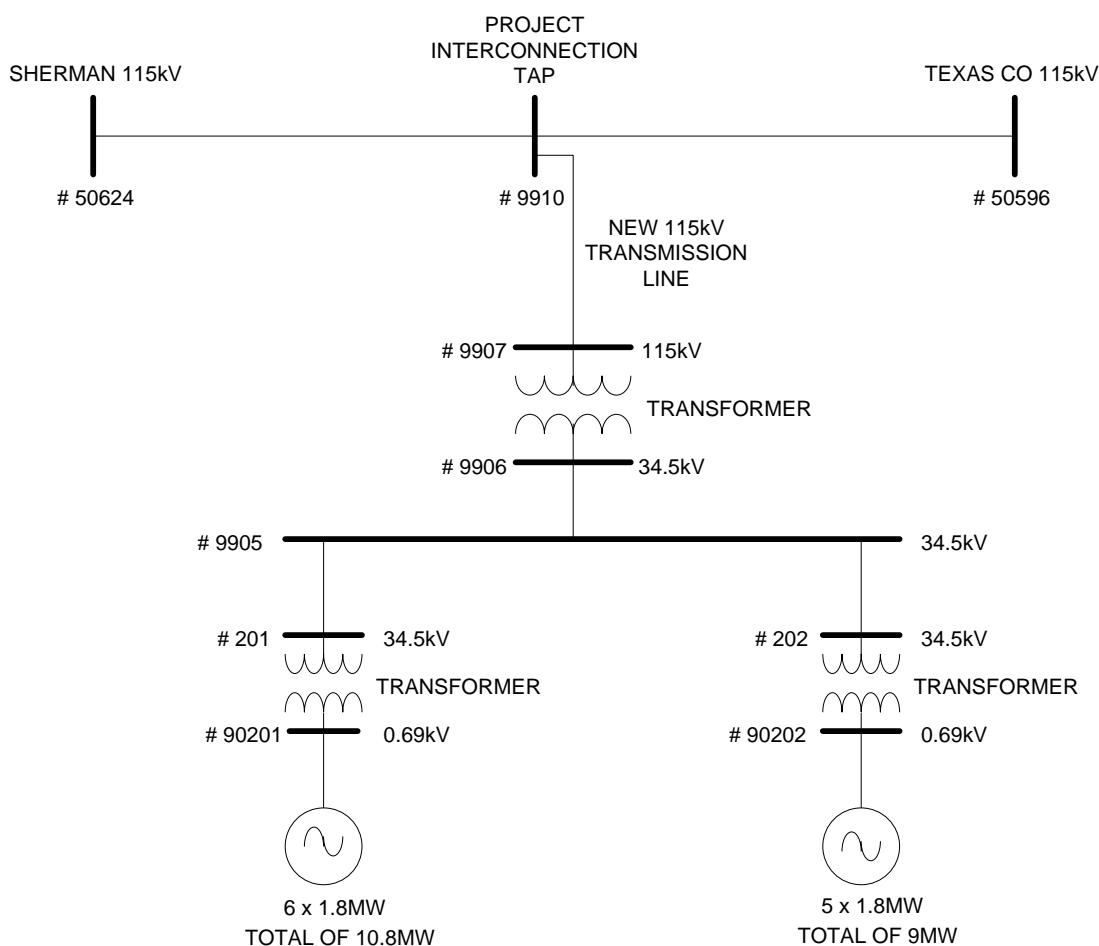 PROJECT
INTERCONNECTION
TAP
SHERMAN 115kV
TEXAS CO 115kV
# 50624
# 9910
# 50596
NEW 115kV
TRANSMISSION
LINE
# 9907
115kV
TRANSFORMER
# 9906
34.5kV
# 9905
34.5kV
# 201
34.5kV
# 202
34.5kV
TRANSFORMER
TRANSFORMER
# 90201
0.69kV
# 90202
0.69kV
6 x 1.8MW
TOTAL OF 10.8MW
5 x 1.8MW
TOTAL OF 9MW